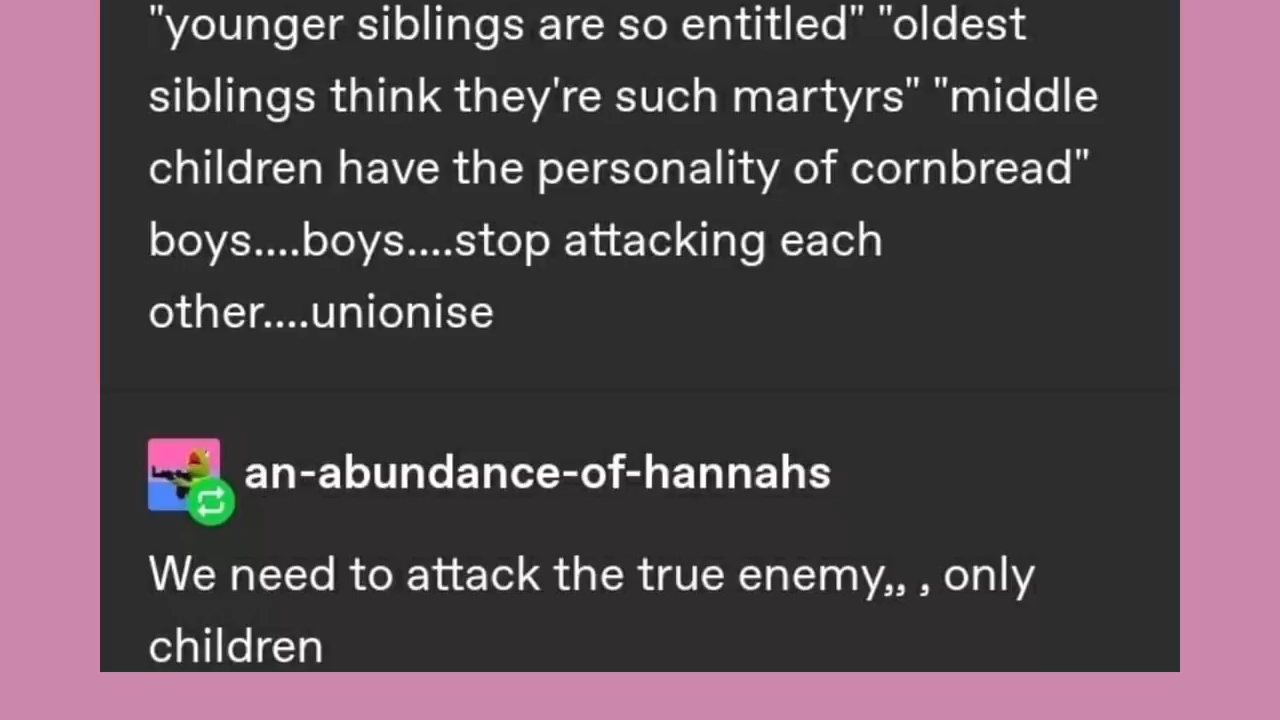 "younger siblings are so entitled" "oldest
siblings think they're such martyrs" "middle
children have the personality of cornbread"
boys....boys....stop attacking each
other....unionise
an-abundance-of-hannahs
We need to attack the true enemy,, , only
children